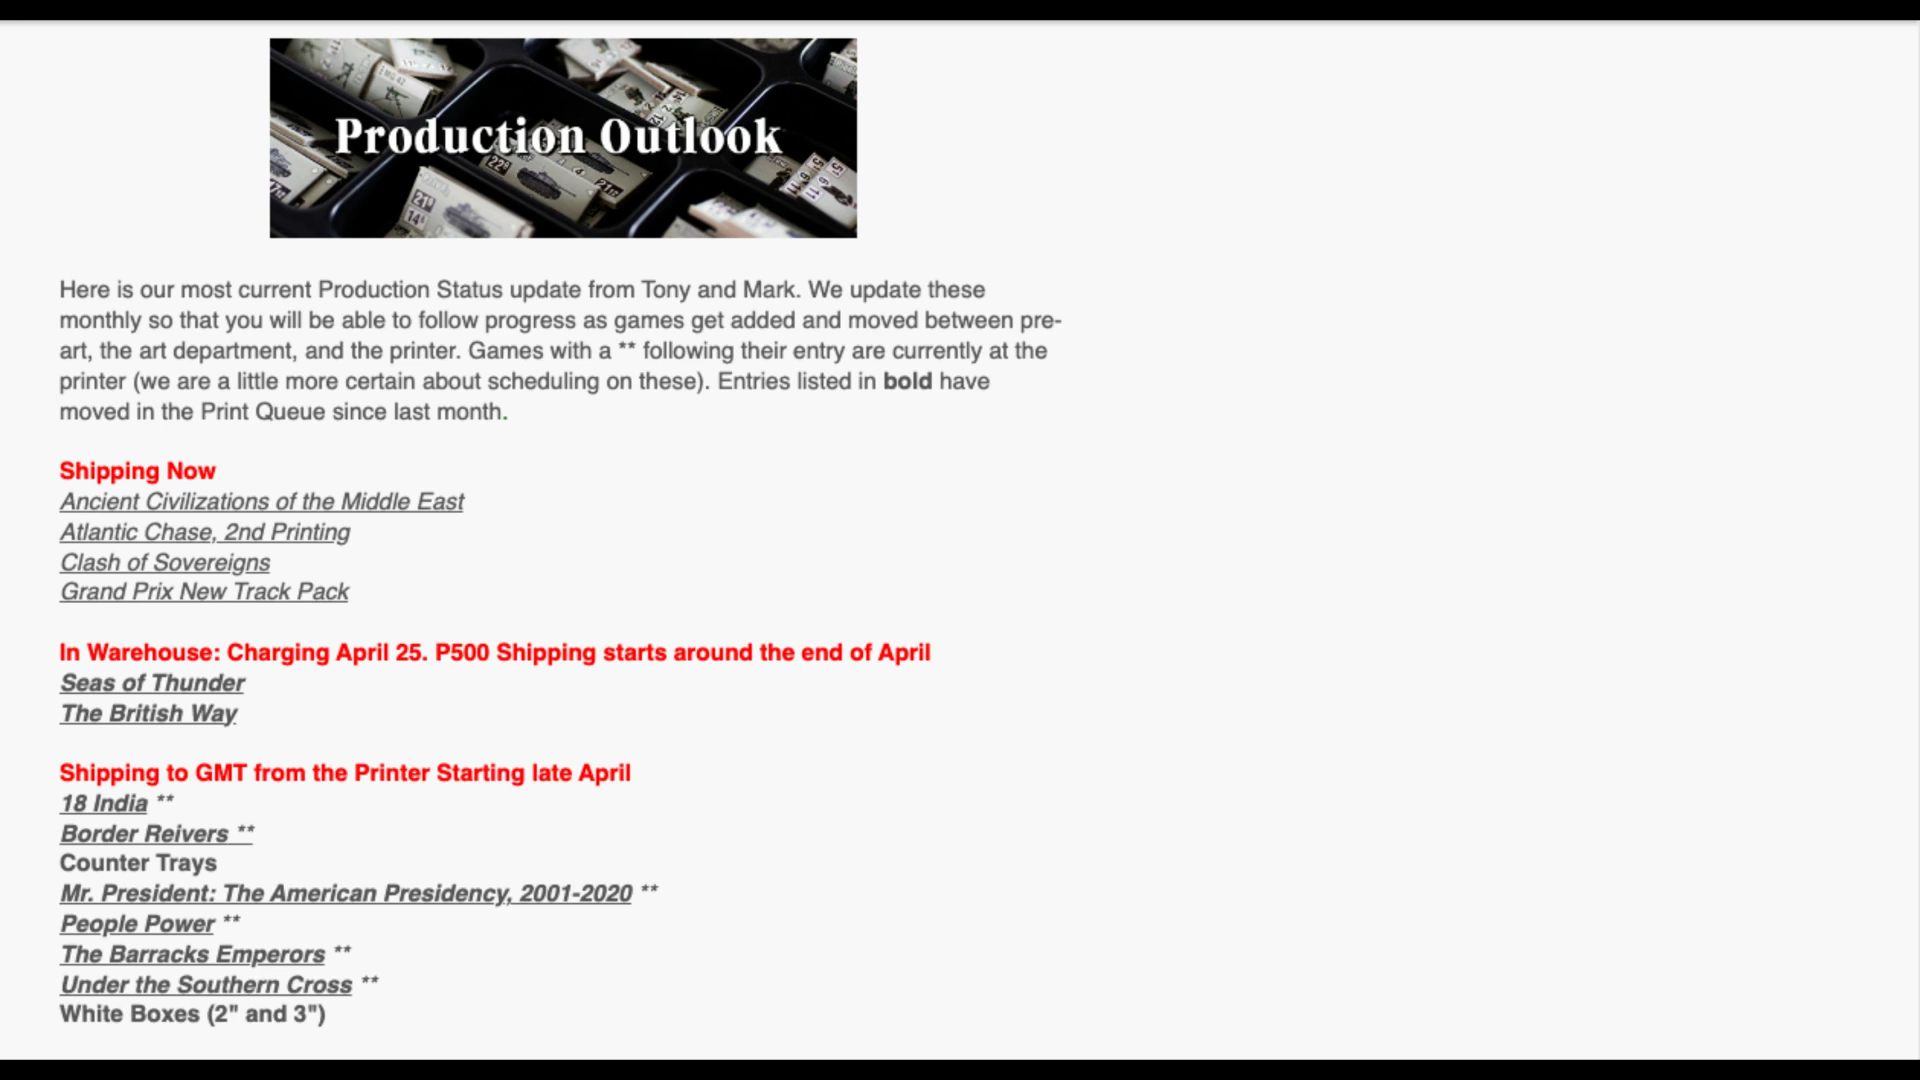 Production Outlook
Here is our most current Production Status update from Tony and Mark. We update these
monthly so that you will be able to follow progress as games get added and moved between pre-
art, the art department, and the printer. Games with a ** following their entry are currently at the
printer (we are a little more certain about scheduling on these). Entries listed in bold have
moved in the Print Queue since last month.
Shipping Now
Ancient Civilizations of the Middle East
Atlantic Chase, 2nd Printing
Clash of Sovereigns
Grand Prix New Track Pack
In Warehouse: Charging April 25. P500 Shipping starts around the end of April
Seas of Thunder
The British Way
Shipping to GMT from the Printer Starting late April
18 India **
Border Reivers **
Counter Trays
Mr. President: The American Presidency, 2001-2020 **
People Power **
The Barracks Emperors **
Under the Southern Cross **
White Boxes (2" and 3")